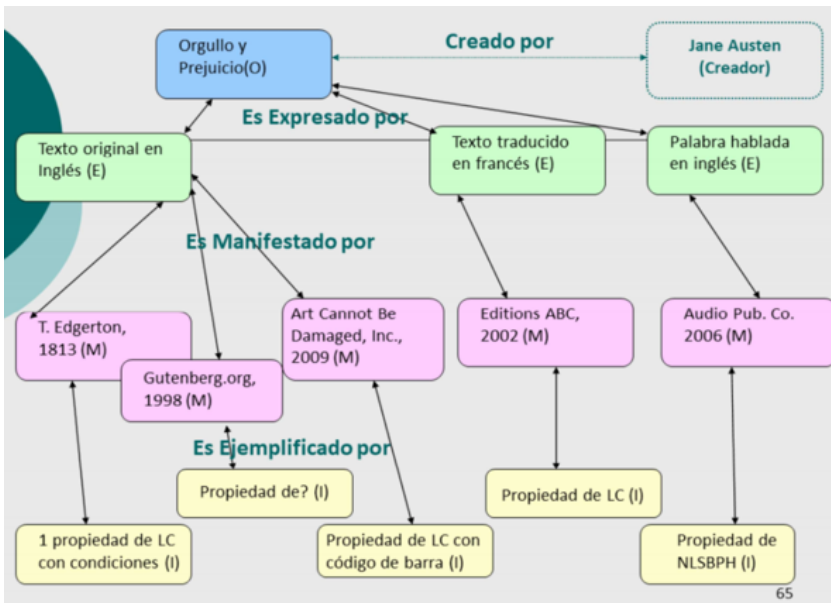 Orgullo y
Prejuicio(O)
Creado por
Jane Austen
(Creador)
Es Expresado por
Texto original en
Inglés (E)
Texto traducido
en francés (E)
Palabra hablada
en inglés (E)
Es Manifestado por
T. Edgerton,
1813 (M)
Gutenberg.org,
1998 (M)
Art Cannot Be
Damaged, Inc.,
2009 (M)
Editions ABC,
2002 (M)
Audio Pub. Co.
2006 (M)
Es Ejemplificado por
1 propiedad de LC
con condiciones (I)
Propiedad de? (I)
Propiedad de LC con
código de barra (I)
Propiedad de LC (I)
Propiedad de
NLSBPH (I)
65